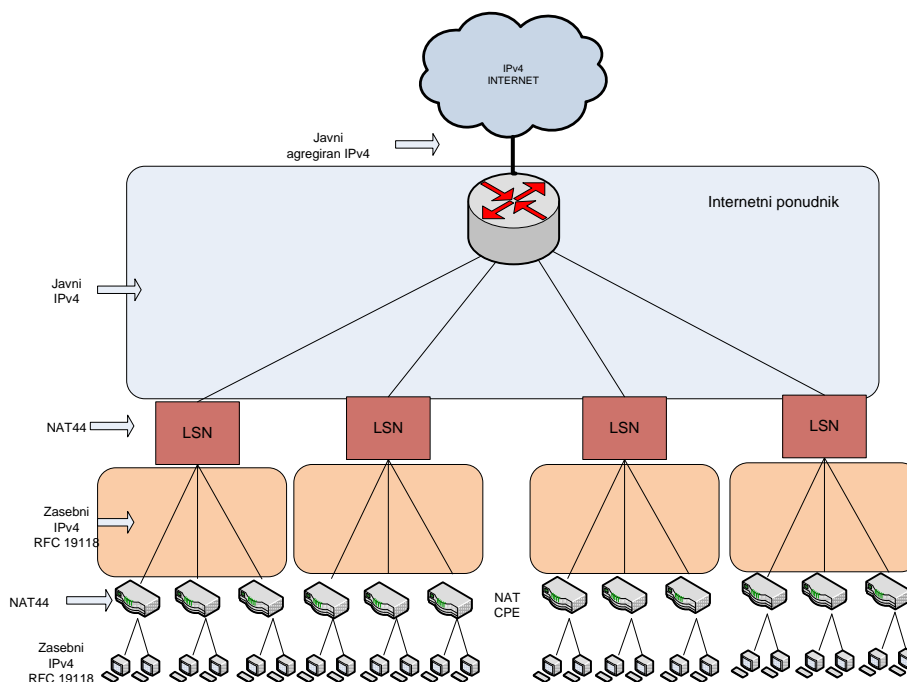 IPv4
INTERNET
Javni
agregiran IPv4
Internetni ponudnik
Javni
IPv4
NAT44
LSN
LSN
LSN
LSN
Zasebni
IPv4
RFC 19118
NAT44
NAT
CPE
Zasebni
IPv4
RFC 19118